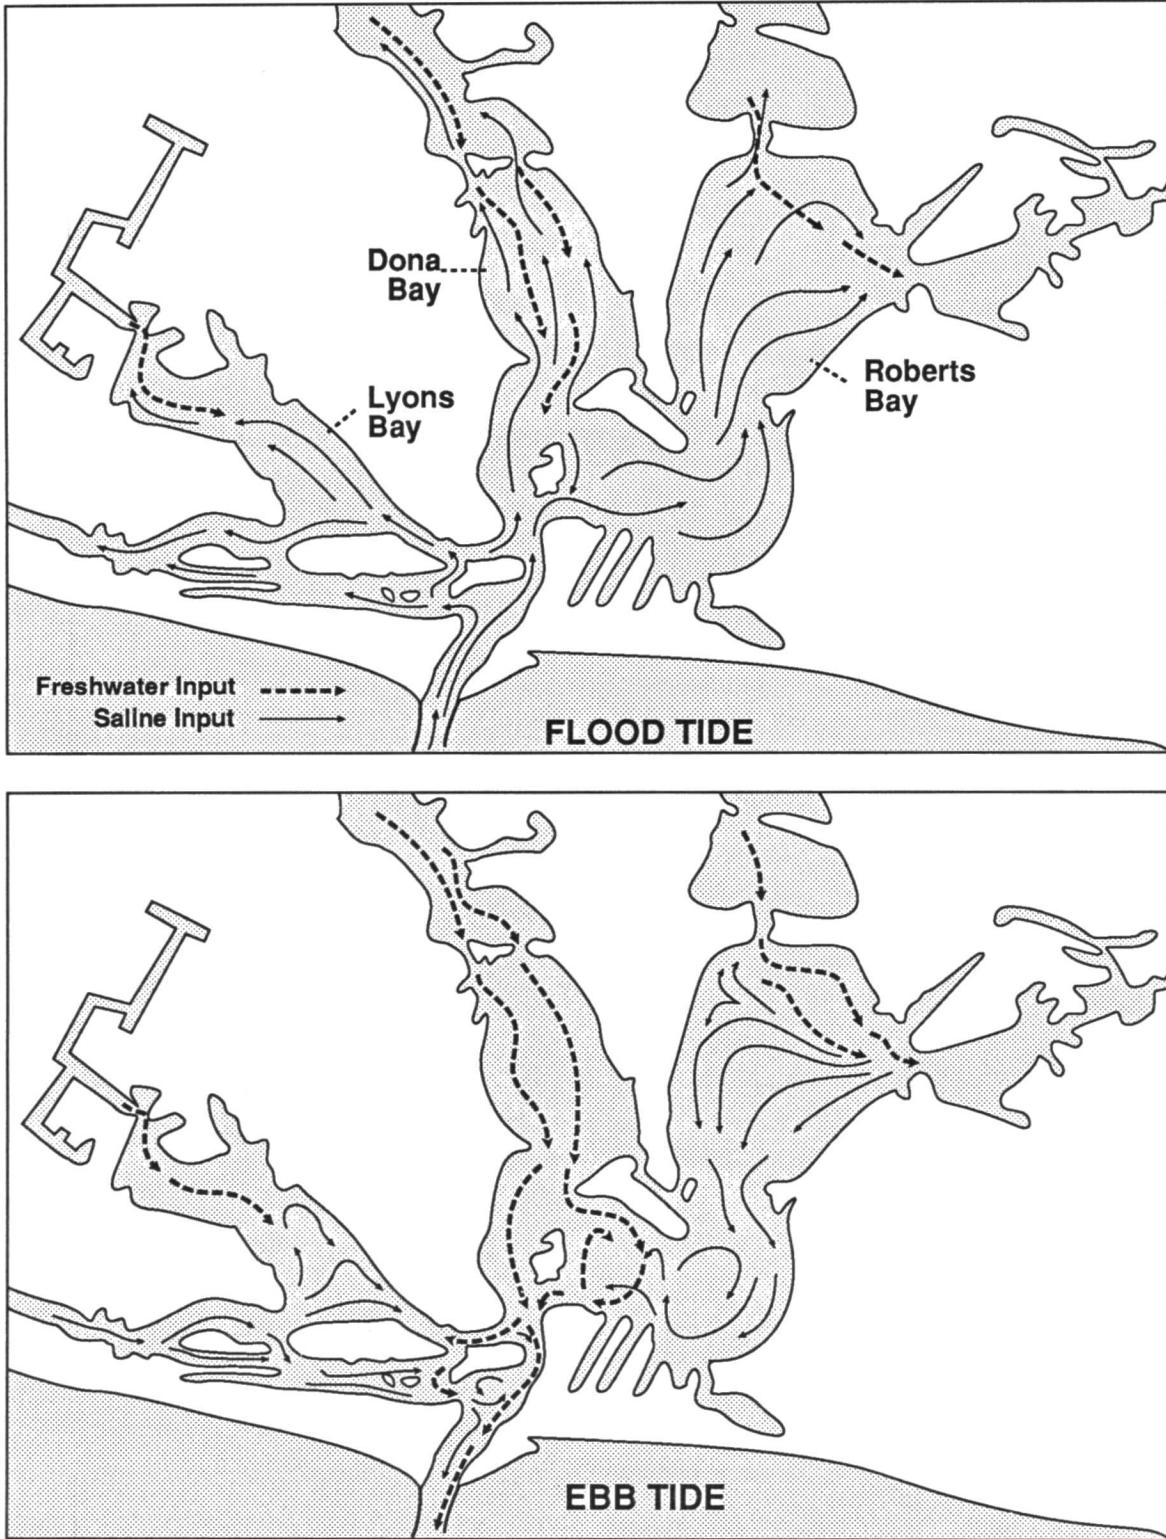 Dona
Bay
Lyons
Bay
Roberts
Bay
Freshwater Input
Saline Input
FLOOD TIDE
EBB TIDE